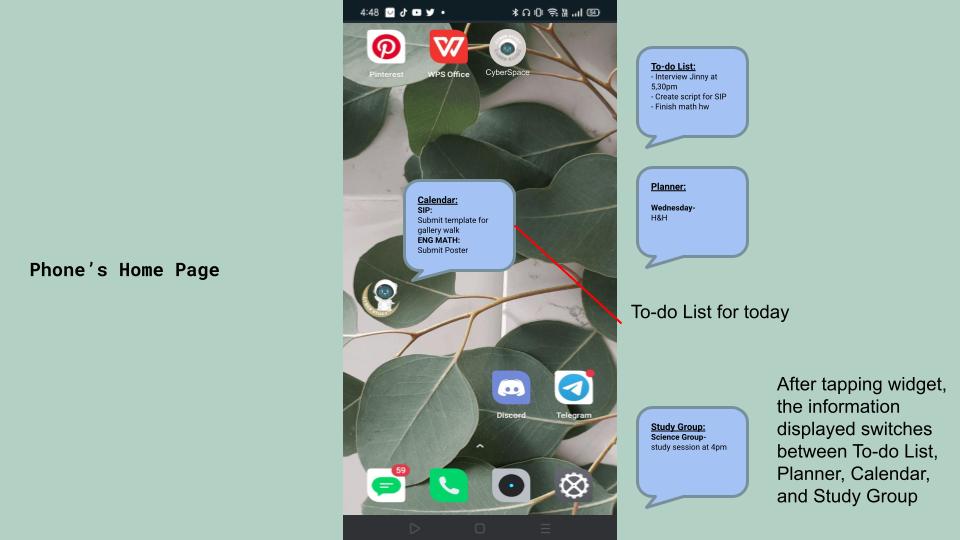 4:48
54
Pinterest
WPS Office
CyberSpace
Calendar:
SIP:
Submit template for
gallery walk
ENG MATH:
Submit Poster
Discord
Telegram
59
Phone's Home Page
To-do List:
- Interview Jinny at
5,30pm
- Create script for SIP
- Finish math hw
Planner:
Wednesday-
H&H
To-do List for today
Study Group:
Science Group-
study session at 4pm
After tapping widget,
the information
displayed switches
between To-do List,
Planner, Calendar,
and Study Group